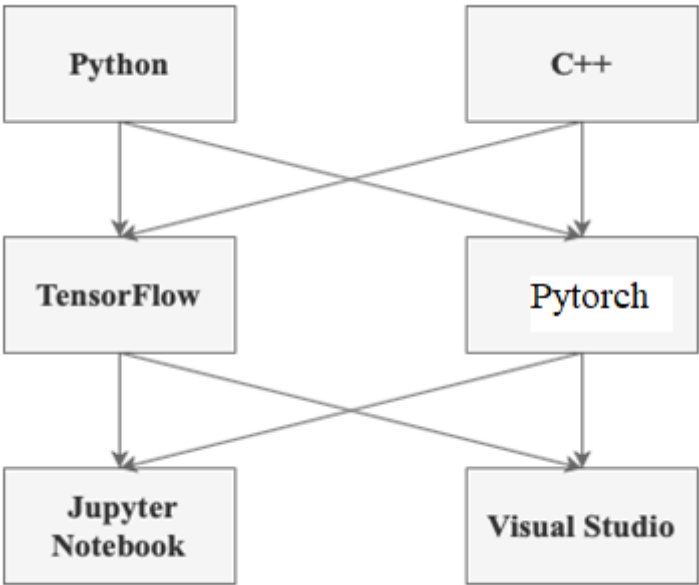 Python
C++
TensorFlow
Pytorch
Jupyter
Notebook
Visual Studio